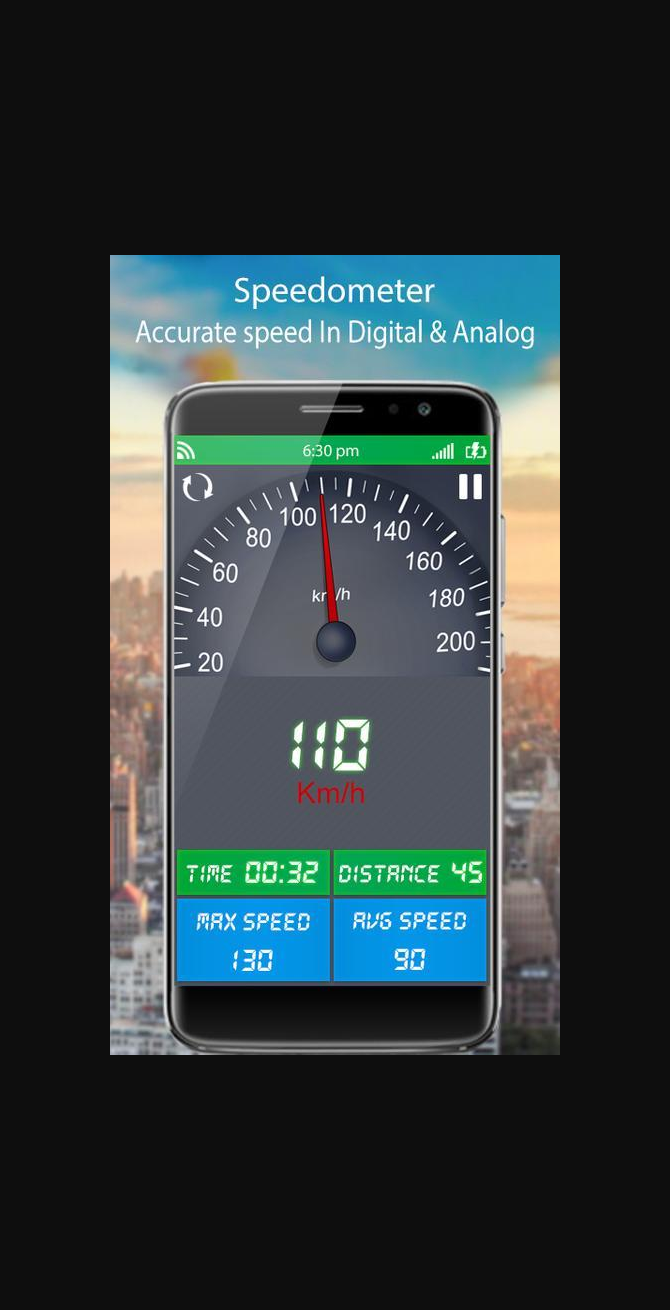 Speedometer
Accurate speed In Digital & Analog
6:30 pm
100 120
80 140
60 160
km/h
40 180
20 200
110
Km/h
TIME 00:32 DISTANCE 45
MAX SPEED AVG SPEED
130 90